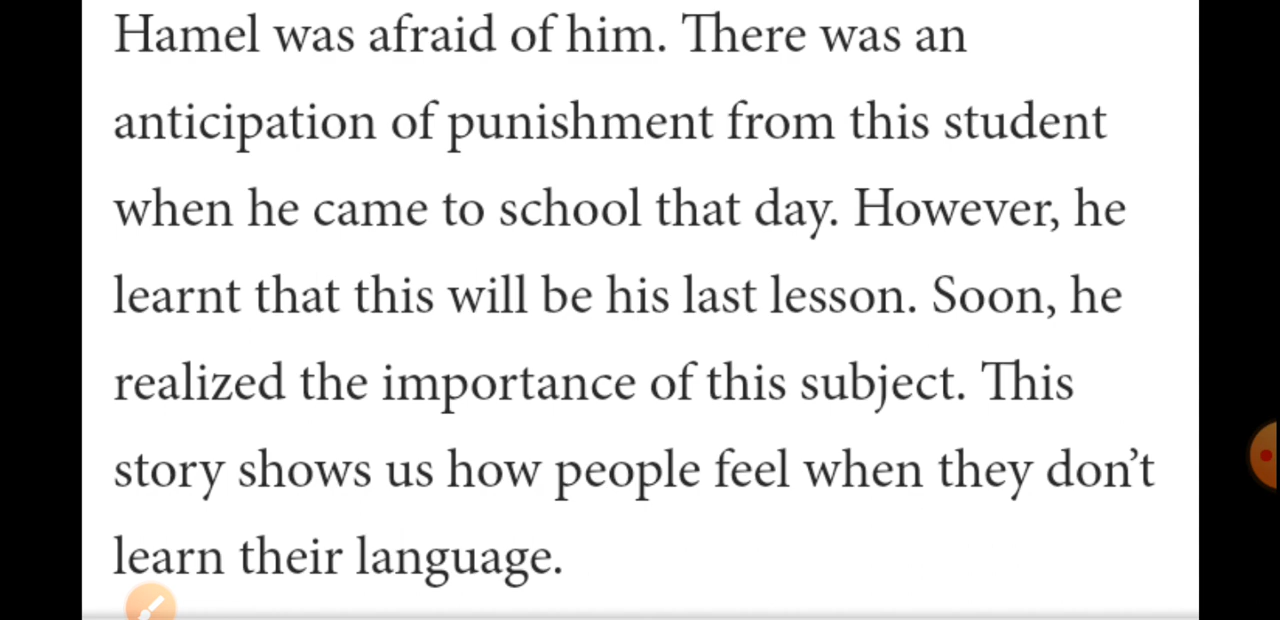 Hamel was afraid of him. There was an
anticipation of punishment from this student
when he came to school that day. However, he
learnt that this will be his last lesson. Soon, he
realized the importance of this subject. This
story shows us how people feel when they don’t
learn their language.